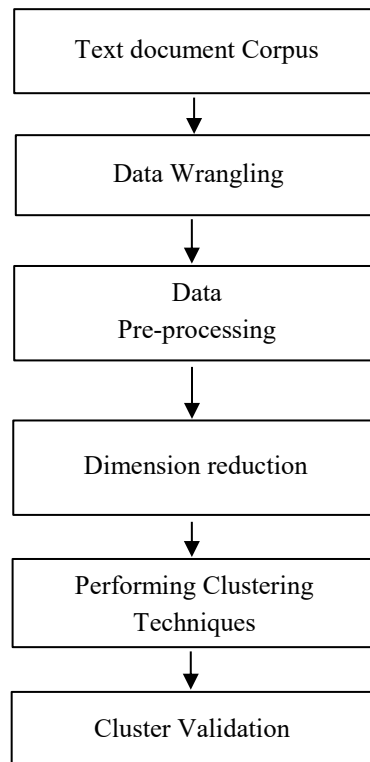 Text document Corpus
Data Wrangling
Data
Pre-processing
Dimension reduction
Performing Clustering
Techniques
Cluster Validation